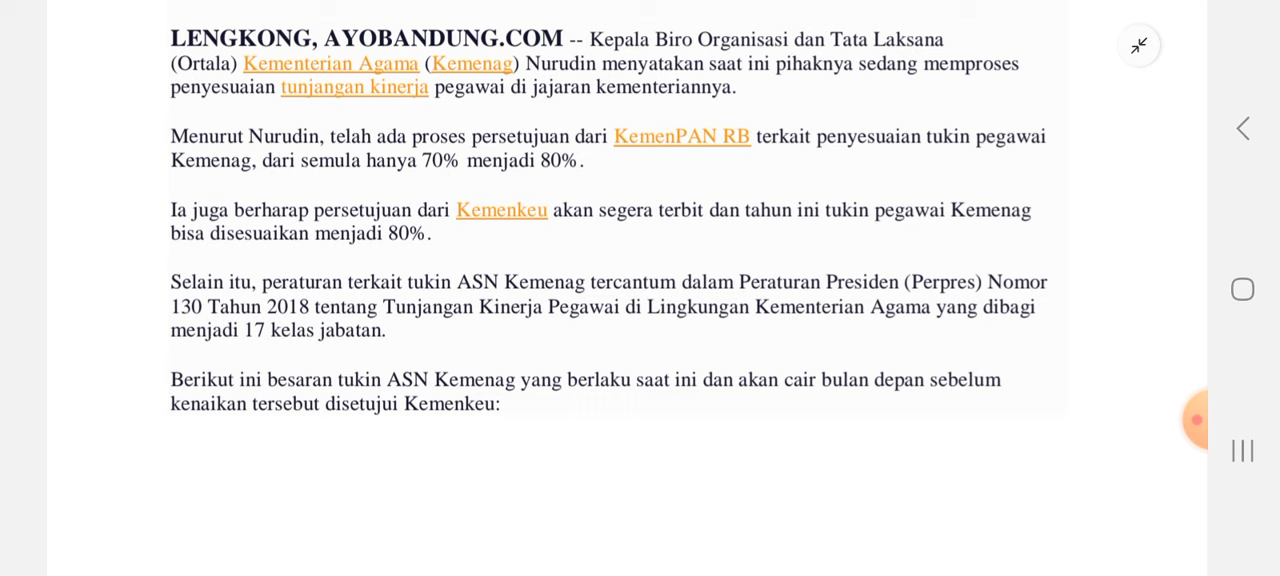 LENGKONG, AYOBANDUNG.COM -- Kepala Biro Organisasi dan Tata Laksana
(Ortala) Kementerian Agama (Kemenag) Nurudin menyatakan saat ini pihaknya sedang memproses
penyesuaian tunjangan kinerja pegawai di jajaran kementeriannya.
Menurut Nurudin, telah ada proses persetujuan dari KemenPAN RB terkait penyesuaian tukin pegawai
Kemenag, dari semula hanya 70% menjadi 80%.
Ia juga berharap persetujuan dari Kemenkeu akan segera terbit dan tahun ini tukin pegawai Kemenag
bisa disesuaikan menjadi 80%.
Selain itu, peraturan terkait tukin ASN Kemenag tercantum dalam Peraturan Presiden (Perpres) Nomor
130 Tahun 2018 tentang Tunjangan Kinerja Pegawai di Lingkungan Kementerian Agama yang dibagi
menjadi 17 kelas jabatan.
Berikut ini besaran tukin ASN Kemenag yang berlaku saat ini dan akan cair bulan depan sebelum
kenaikan tersebut disetujui Kemenkeu: